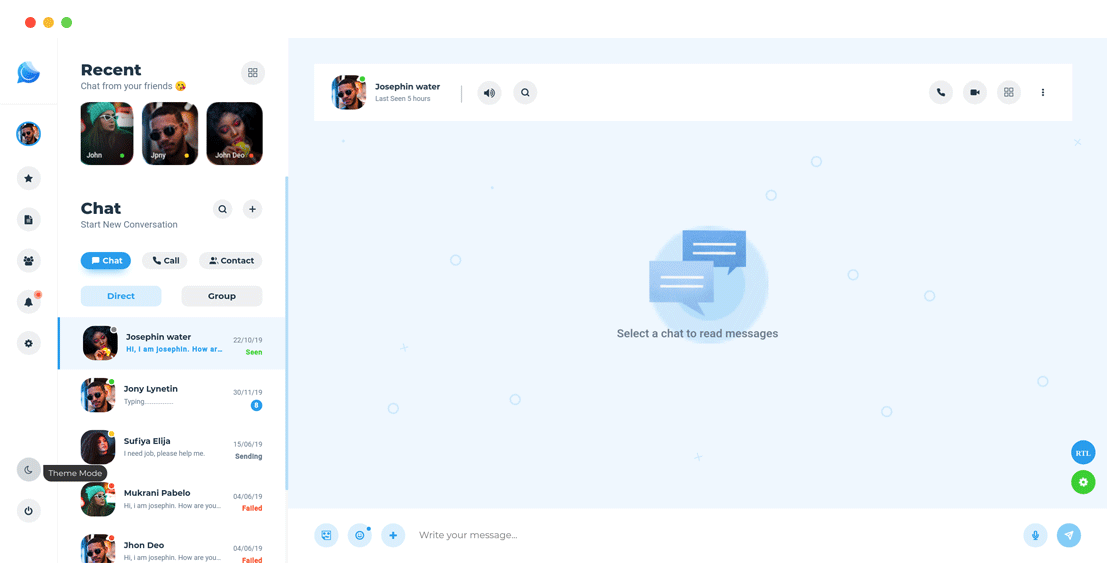 Recent
Chat from your friends 😘
John
Jpny
John Deo
Chat
Start New Conversation
Chat
Call
Contact
Direct
Group
Josephin water
22/10/19
Hi, i am josephin. How ar...
Seen
Jony Lynetin
30/11/19
Typing...............
8
Sufiya Elija
15/06/19
I need job, please help me.
Sending
Theme Mode
Mukrani Pabelo
04/06/19
Hi, i am josephin. How are you...
Failed
Jhon Deo
04/06/19
Hi, i am josephin. How are you...
Failed
Josephin water
Last Seen 5 hours
Select a chat to read messages
RTL
Write your message...